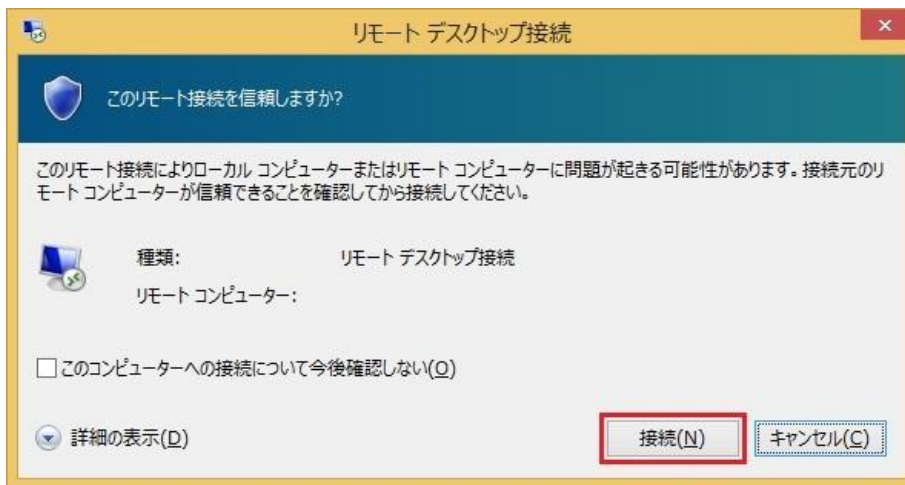 リモート デスクトップ接続
このリモート接続を信頼しますか?
このリモート接続によりローカル コンピューターまたはリモート コンピューターに問題が起きる可能性があります。接続元のリ
モート コンピューターが信頼できることを確認してから接続してください。
種類: リモート デスクトップ接続
リモート コンピューター:
このコンピューターへの接続について今後確認しない(O)
詳細の表示(D) 接続(N) キャンセル(C)